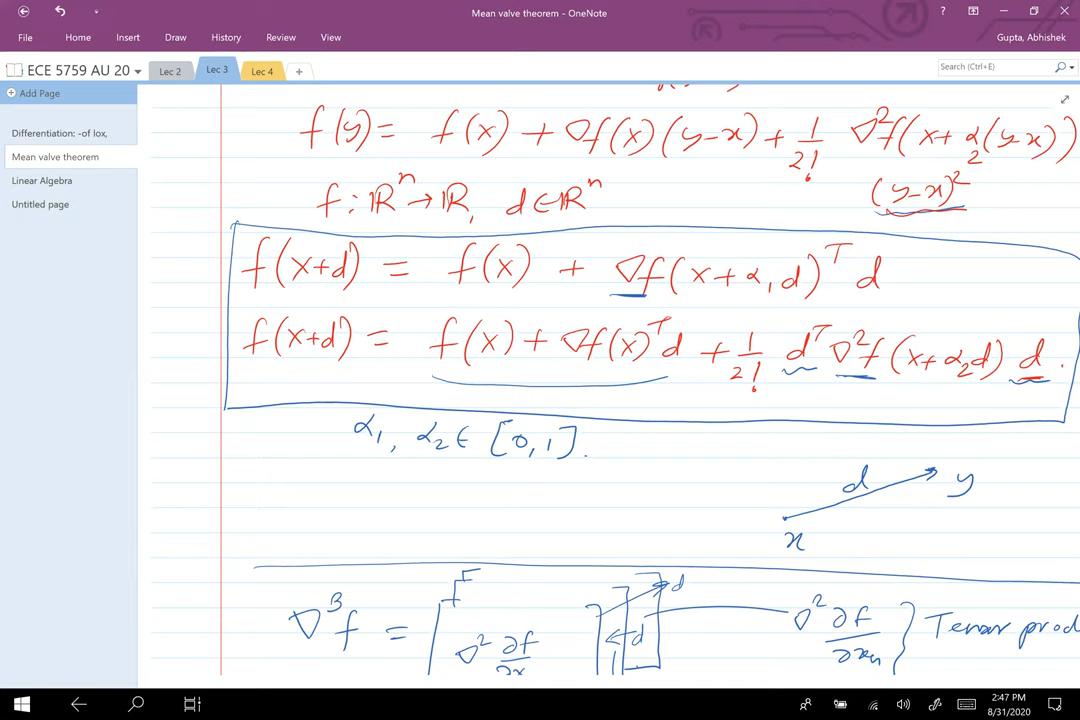 Mean valve theorem - OneNote
File Home Insert Draw History Review View Gupta, Abhishek
ECE 5759 AU 20 Lec 2 Lec 3 Lec 4 + Search (Ctrl+E)
Add Page
Differentiation: -of lox,
Mean valve theorem
Linear Algebra
Untitled page
f(y) = f(x) + ∇f(x)(y-x) + 1/2! ∇²f(x+α₂(y-x))
(y-x)²
f: ℝⁿ → ℝ, d ∈ ℝⁿ
f(x+d) = f(x) + ∇f(x+α₁d)ᵀ d
f(x+d) = f(x) + ∇f(x)ᵀd + 1/2! dᵀ ∇²f(x+α₂d) d.
α₁, α₂ ∈ [0,1].
d
y
x
∇³f = [ ∇² ∂f/∂x d d ∇² ∂f/∂xₙ } Tensor prod
2:47 PM
8/31/2020